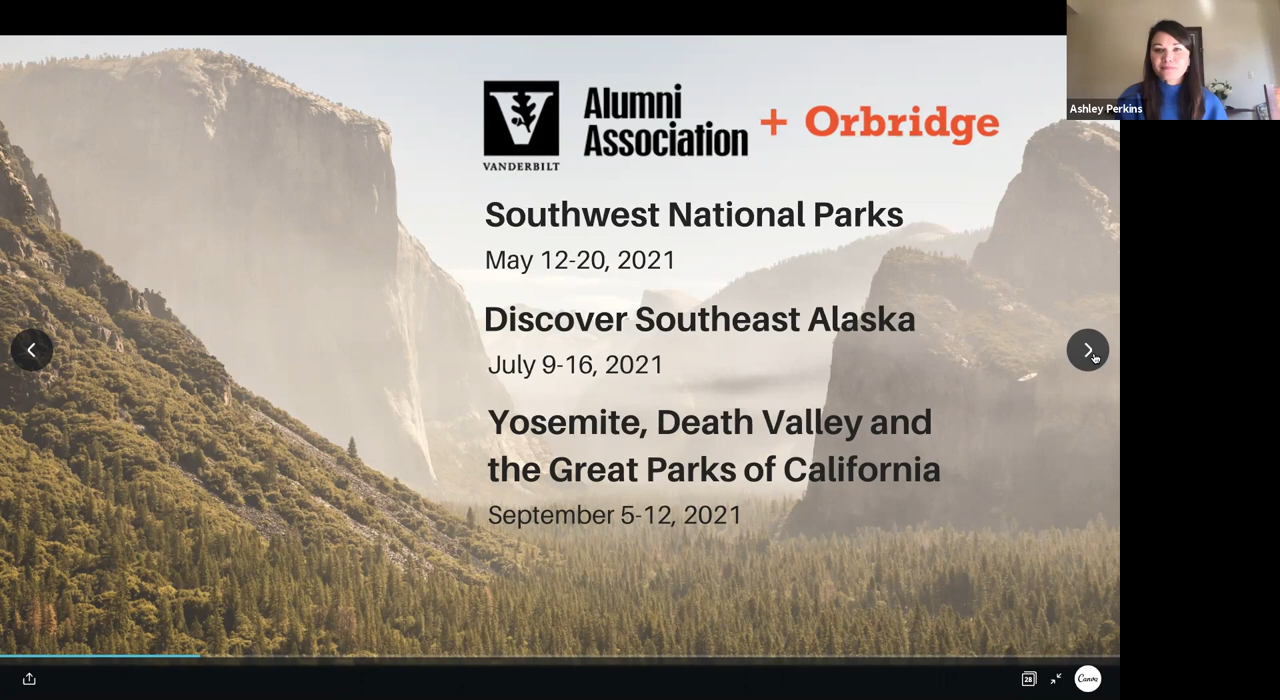 Ashley Perkins
V
VANDERBILT
Alumni
Association
+ Orbridge
Southwest National Parks
May 12-20, 2021
Discover Southeast Alaska
July 9-16, 2021
Yosemite, Death Valley and
the Great Parks of California
September 5-12, 2021
28
Canva